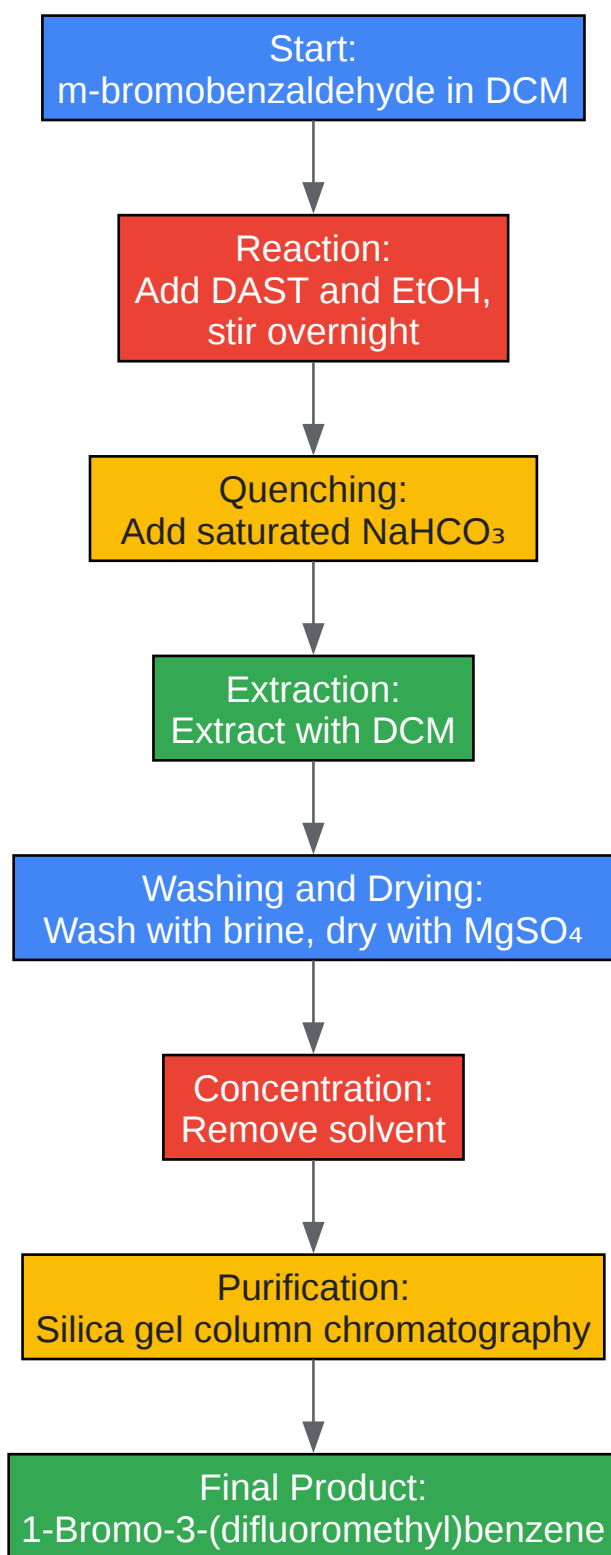 Start:
m-bromobenzaldehyde in DCM
Reaction:
Add DAST and EtOH,
stir overnight
Quenching:
Add saturated NaHCO₃
Extraction:
Extract with DCM
Washing and Drying:
Wash with brine, dry with MgSO₄
Concentration:
Remove solvent
Purification:
Silica gel column chromatography
Final Product:
1-Bromo-3-(difluoromethyl)benzene